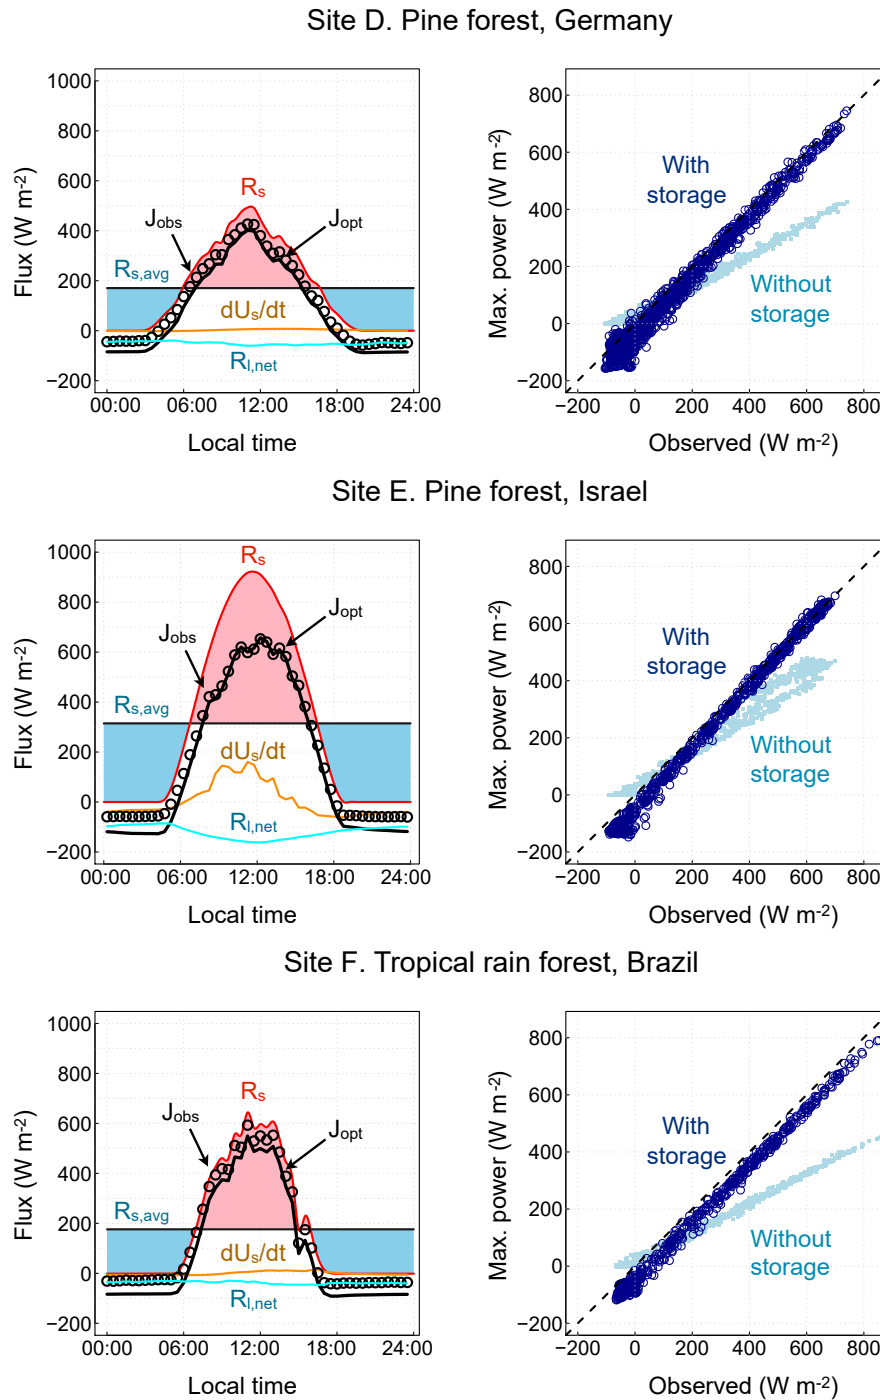 Site D. Pine forest, Germany
1000
800
600
400
200
0
−200
Flux (W m-2)
Rs
Jobs
Jopt
Rs,avg
dUs/dt
Rl,net
00:00 06:00 12:00 18:00 24:00
Local time
800
600
400
200
0
−200
Max. power (W m-2)
With
storage
Without
storage
−200 0 200 400 600 800
Observed (W m-2)
Site E. Pine forest, Israel
1000
800
600
400
200
0
−200
Flux (W m-2)
Rs
Jobs
Jopt
Rs,avg
dUs/dt
Rl,net
00:00 06:00 12:00 18:00 24:00
Local time
800
600
400
200
0
−200
Max. power (W m-2)
With
storage
Without
storage
−200 0 200 400 600 800
Observed (W m-2)
Site F. Tropical rain forest, Brazil
1000
800
600
400
200
0
−200
Flux (W m-2)
Rs
Jobs
Jopt
Rs,avg
dUs/dt
Rl,net
00:00 06:00 12:00 18:00 24:00
Local time
800
600
400
200
0
−200
Max. power (W m-2)
With
storage
Without
storage
−200 0 200 400 600 800
Observed (W m-2)